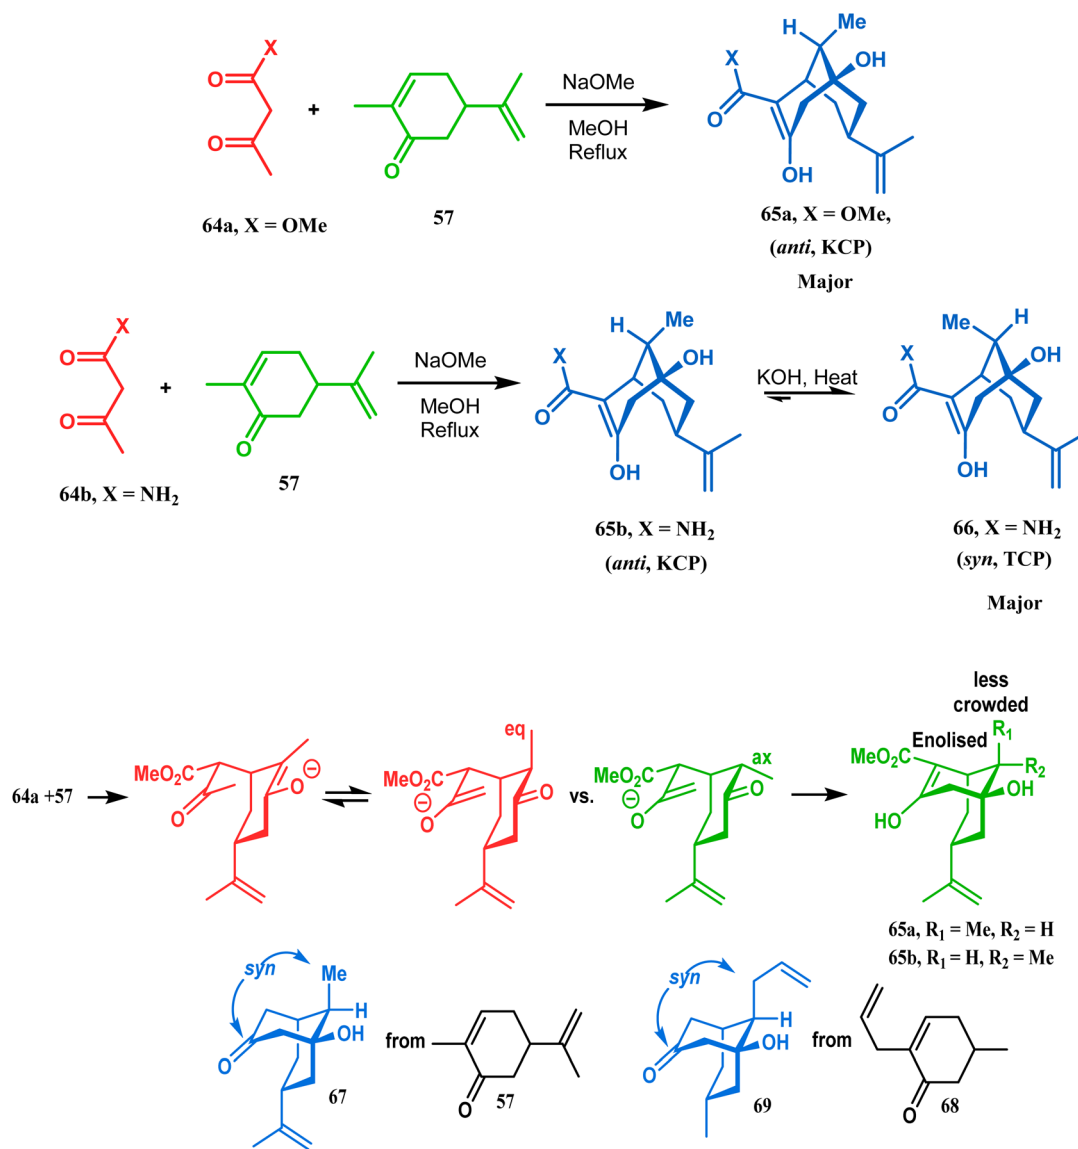 X
O
O
64a, X = OMe
+
O
57
NaOMe
MeOH
Reflux
H
Me
X
OH
O
OH
65a, X = OMe,
(anti, KCP)
Major
X
O
O
64b, X = NH2
+
O
57
NaOMe
MeOH
Reflux
H
Me
X
OH
O
OH
65b, X = NH2
(anti, KCP)
KOH, Heat
Me
H
X
OH
O
OH
66, X = NH2
(syn, TCP)
Major
64a +57
MeO2C
O
O
⊖
eq
MeO2C
⊖
O
O
vs.
ax
MeO2C
⊖
O
O
less
crowded
Enolised
R1
MeO2C
R2
OH
HO
65a, R1 = Me, R2 = H
65b, R1 = H, R2 = Me
syn
Me
H
OH
O
67
from
O
57
syn
H
OH
O
69
from
O
68